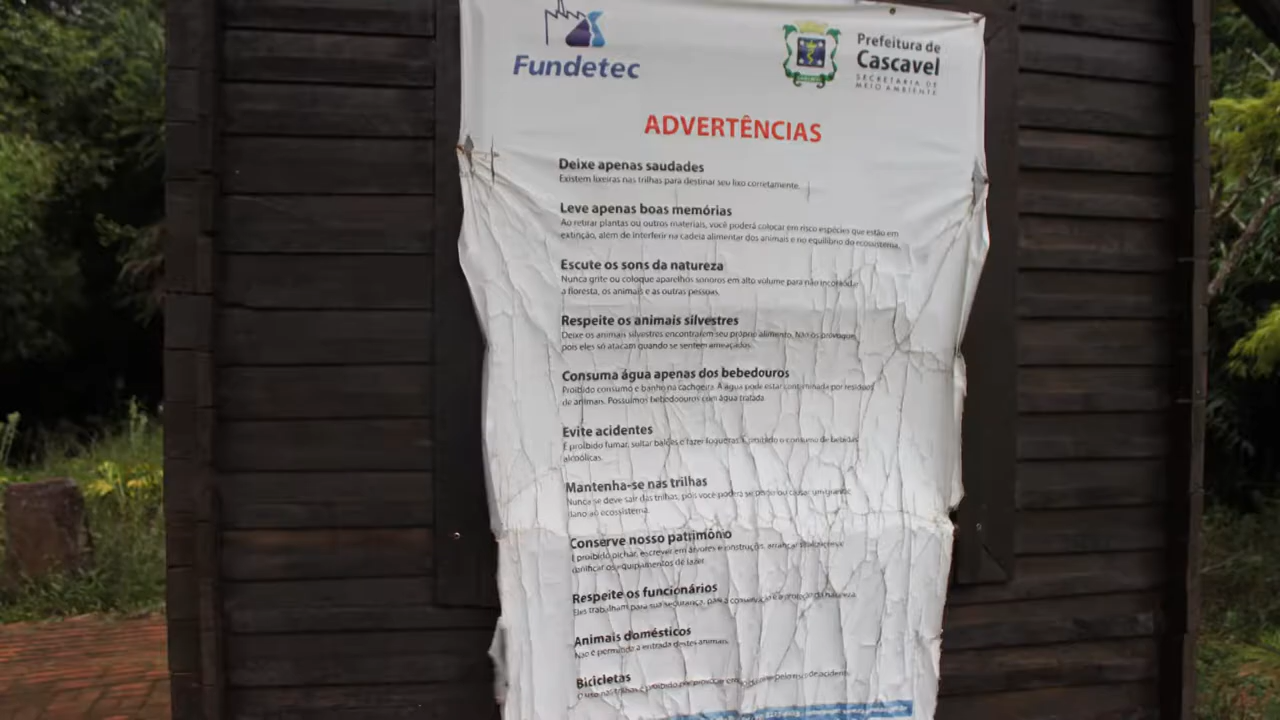 Fundetec
Prefeitura de
Cascavel
SECRETARIA DE
MEIO AMBIENTE
ADVERTÊNCIAS
Deixe apenas saudades
Existem lixeiras nas trilhas para destinar seu lixo corretamente.
Leve apenas boas memórias
Ao retirar plantas ou outros materiais, você poderá colocar em risco espécies que estão em
extinção, além de interferir na cadeia alimentar dos animais e no equilíbrio do ecossistema.
Escute os sons da natureza
Nunca grite ou coloque aparelhos sonoros em alto volume para não incomodar
a floresta, os animais e as outras pessoas.
Respeite os animais silvestres
Deixe os animais silvestres encontrarem seu próprio alimento. Não os provoque,
pois eles só atacam quando se sentem ameaçados.
Consuma água apenas dos bebedouros
Proibido consumo e banho na cachoeira. A água pode estar contaminada por resíduos
de animais. Possuímos bebedouros com água tratada.
Evite acidentes
É proibido fumar, soltar balões e fazer fogueiras. É proibido o consumo de bebidas
alcoólicas.
Mantenha-se nas trilhas
Nunca se deve sair das trilhas, pois você poderá se perder ou causar um grande
dano ao ecossistema.
Conserve nosso patrimônio
É proibido pichar, escrever em árvores e construções, arrancar
danificar os equipamentos de lazer.
Respeite os funcionários
Eles trabalham para sua segurança, para a conservação e a proteção da natureza.
Animais domésticos
Não é permitida a entrada destes animais.
Bicicletas
O uso nas trilhas é proibido pelo risco de acidente.